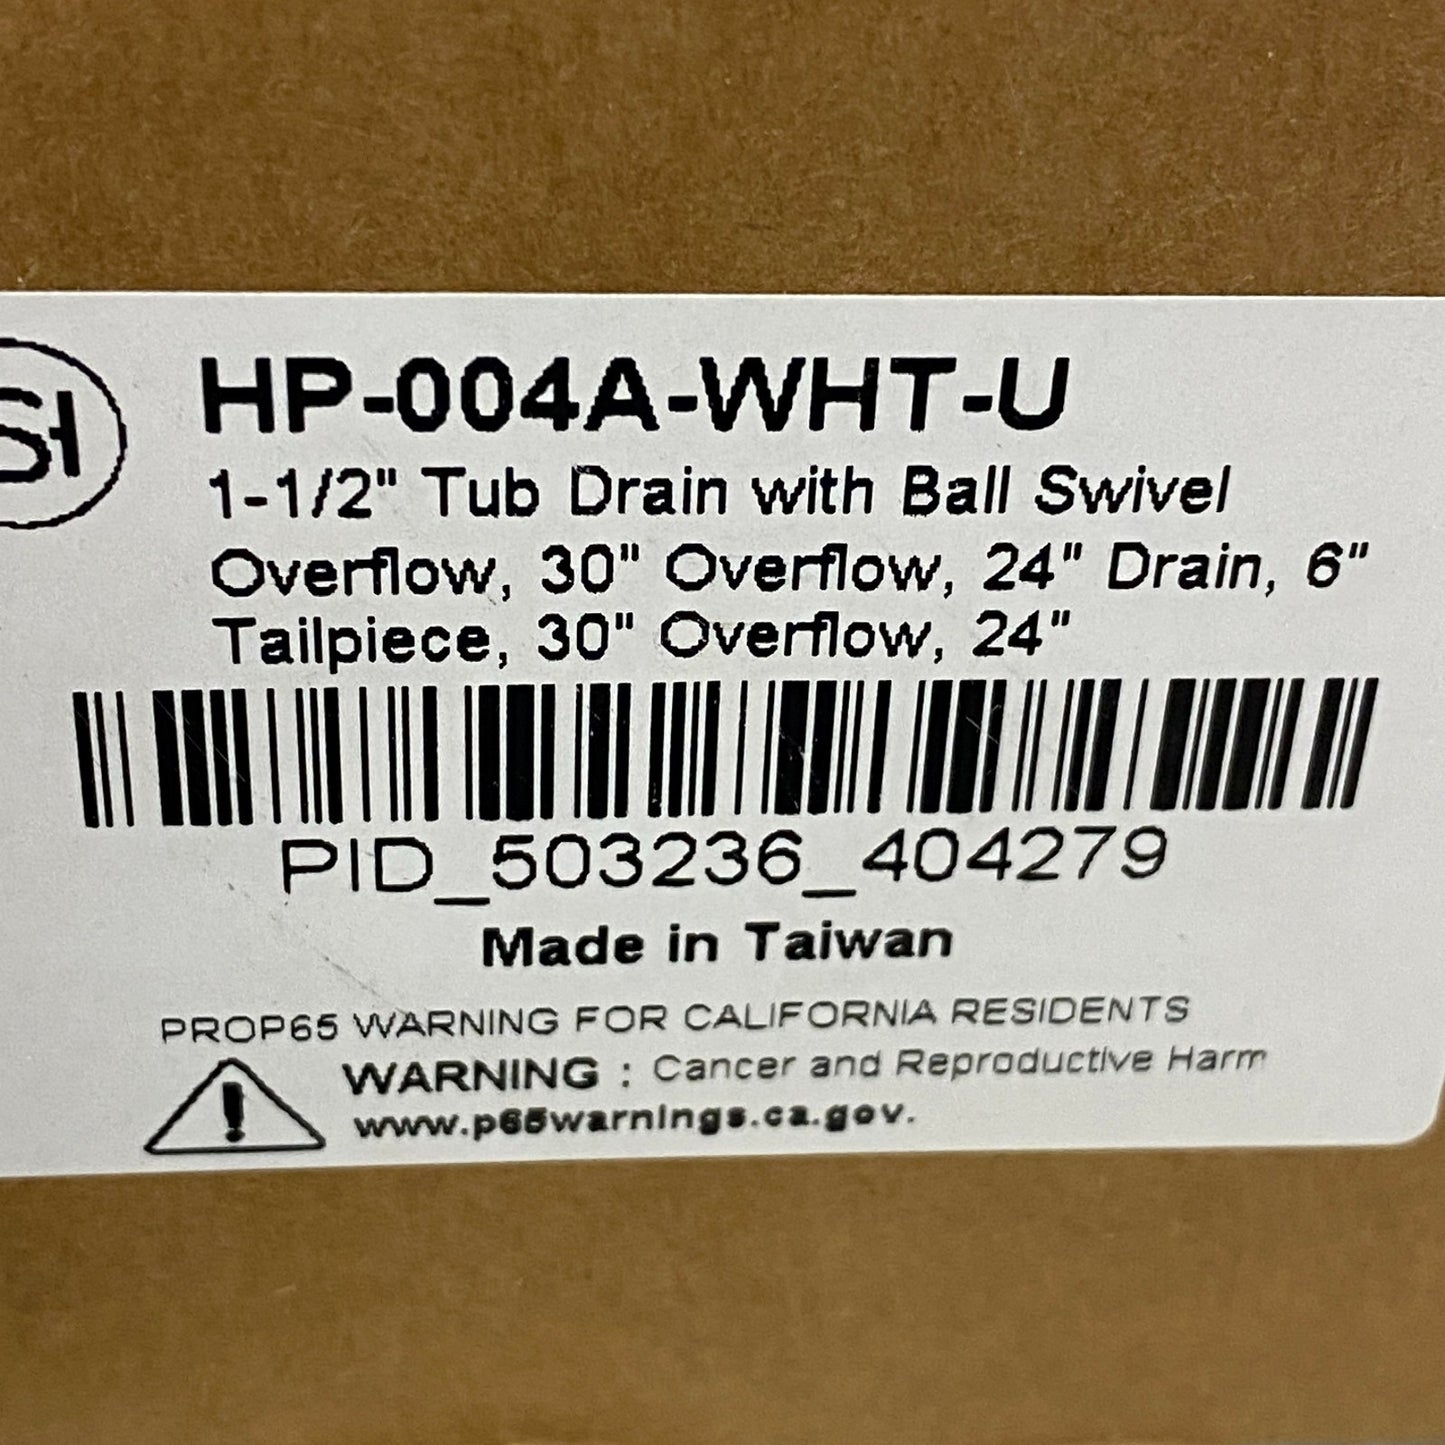 SI
HP-004A-WHT-U
1-1/2" Tub Drain with Ball Swivel
Overflow, 30" Overflow, 24" Drain, 6"
Tailpiece, 30" Overflow, 24"
PID_503236_404279
Made in Taiwan
PROP65 WARNING FOR CALIFORNIA RESIDENTS
! WARNING : Cancer and Reproductive Harm
www.p65warnings.ca.gov.